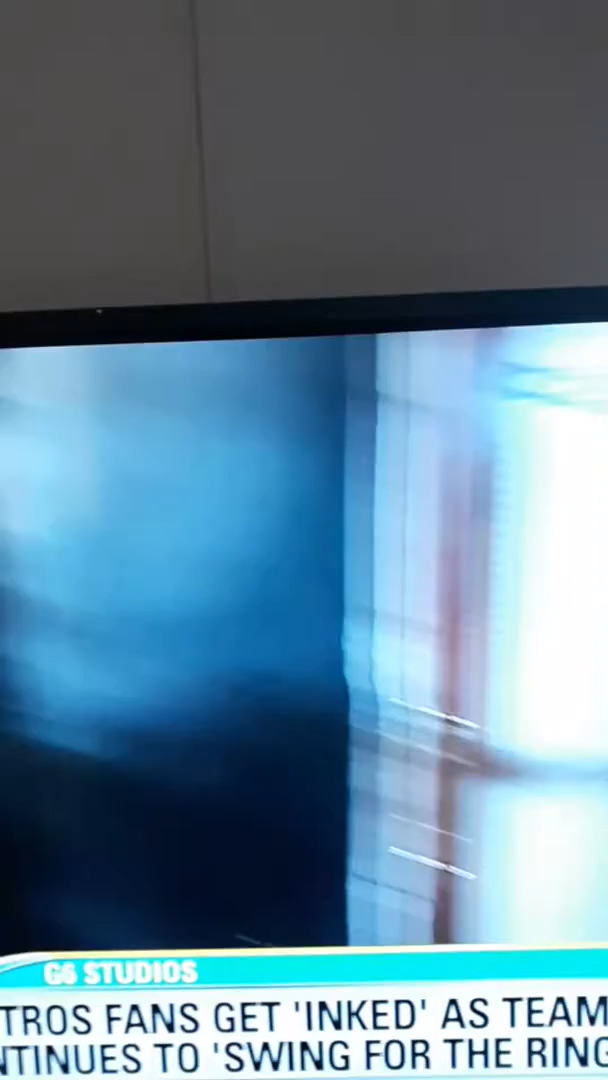 G6 STUDIOS
TROS FANS GET 'INKED' AS TEAM
NTINUES TO 'SWING FOR THE RING